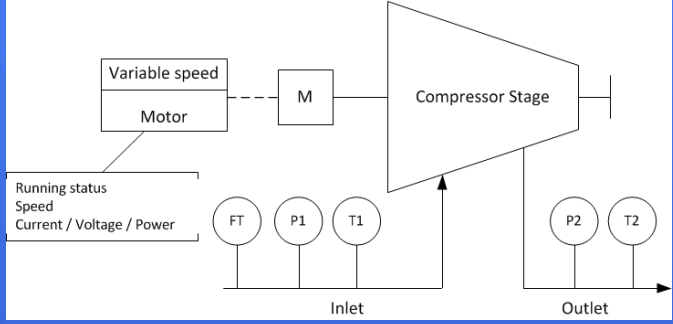 Variable speed
Motor
M
Compressor Stage
Running status
Speed
Current / Voltage / Power
FT
P1
T1
P2
T2
Inlet
Outlet